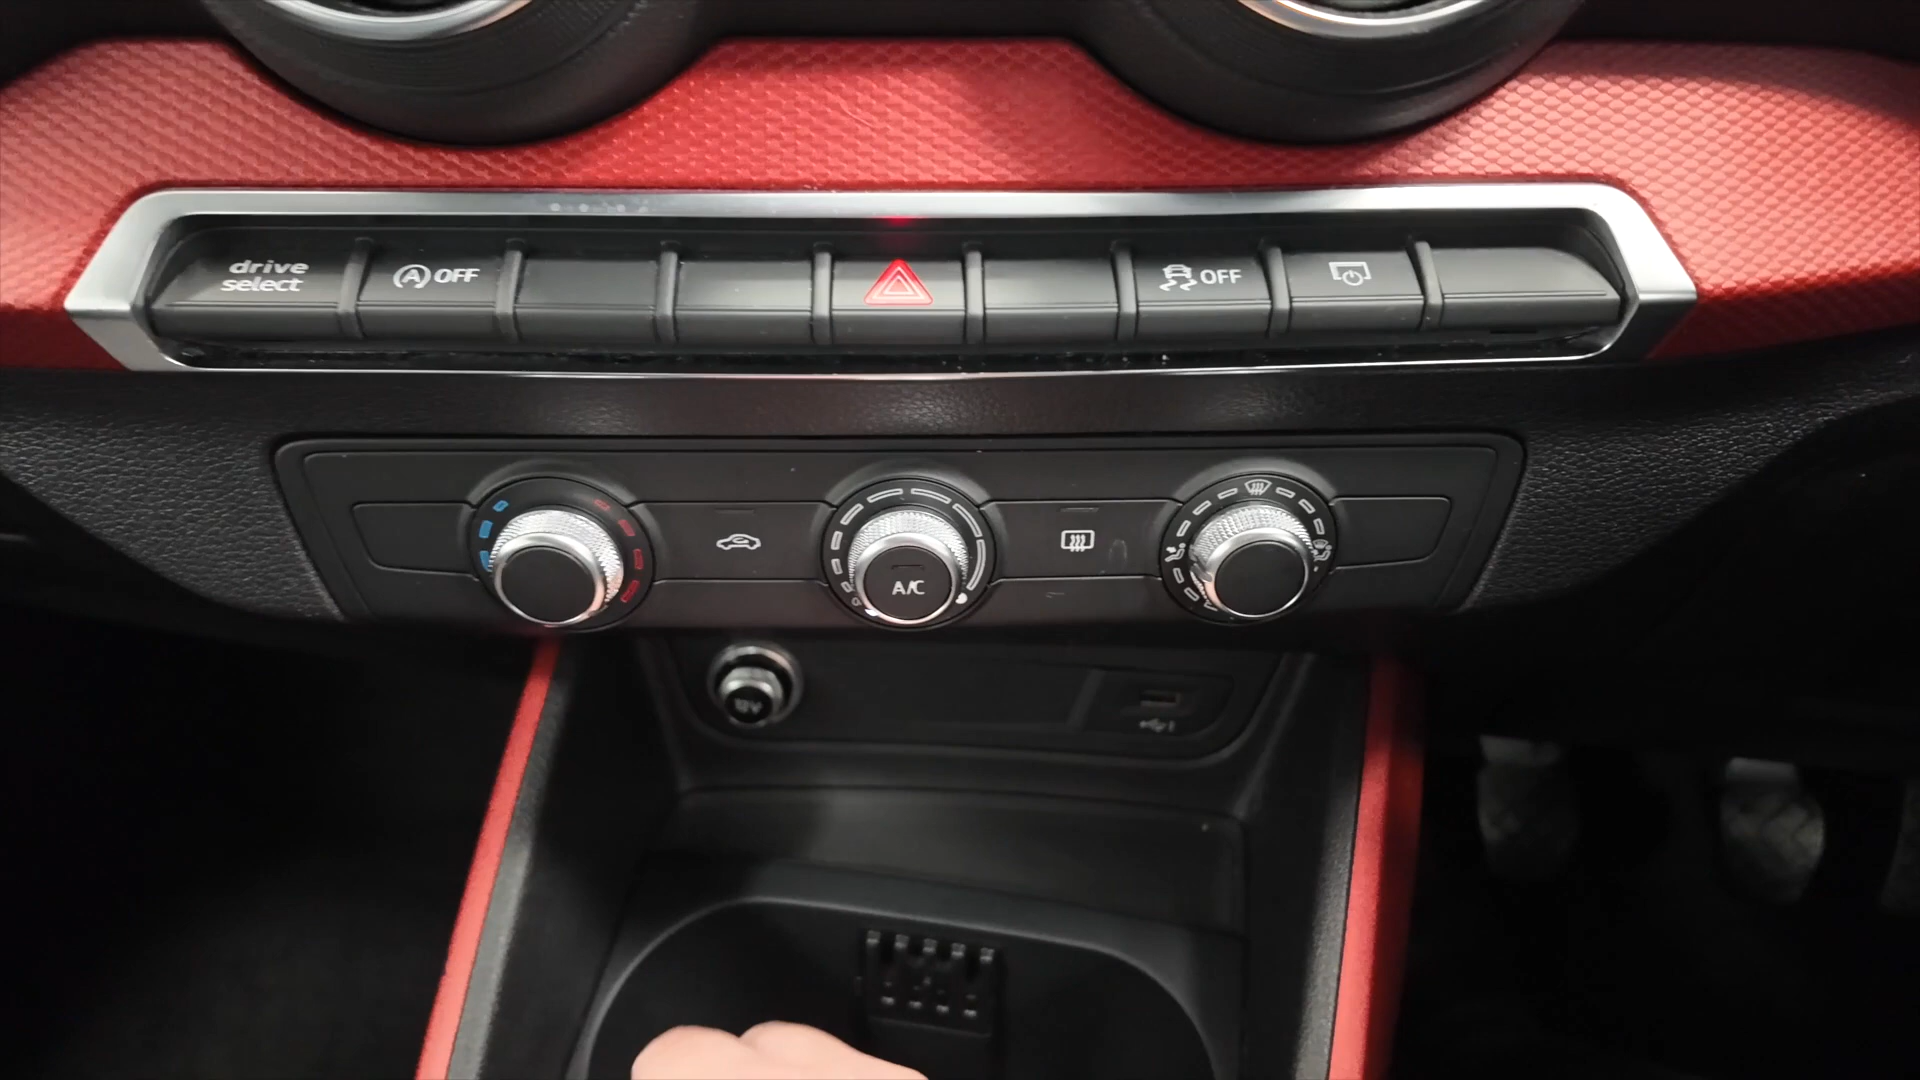 drive
select
A OFF
OFF
A/C
12V